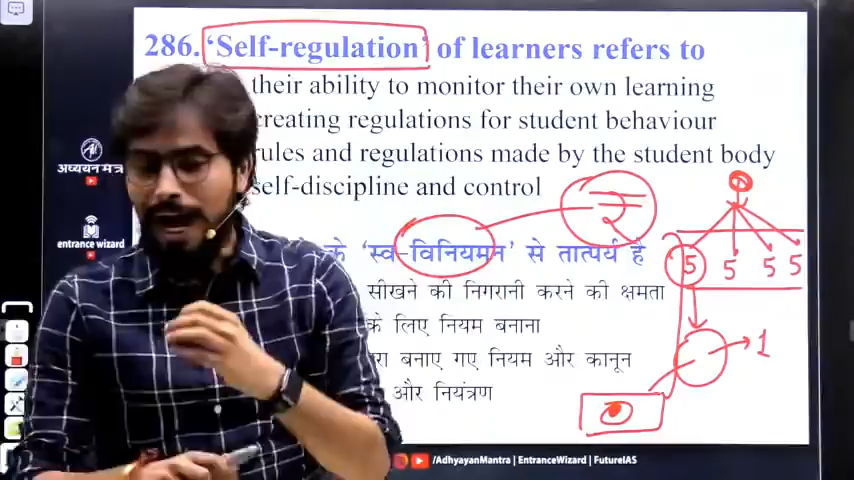 286. ‘Self-regulation’ of learners refers to
their ability to monitor their own learning
creating regulations for student behaviour
rules and regulations made by the student body
self-discipline and control
के ‘स्व-विनियमन’ से तात्पर्य है
सीखने की निगरानी करने की क्षमता
के लिए नियम बनाना
रा बनाए गए नियम और कानून
और नियंत्रण
₹
5 5 5 5
1
अध्ययन मंत्र
entrance wizard
/AdhyayanMantra | EntranceWizard | FutureIAS